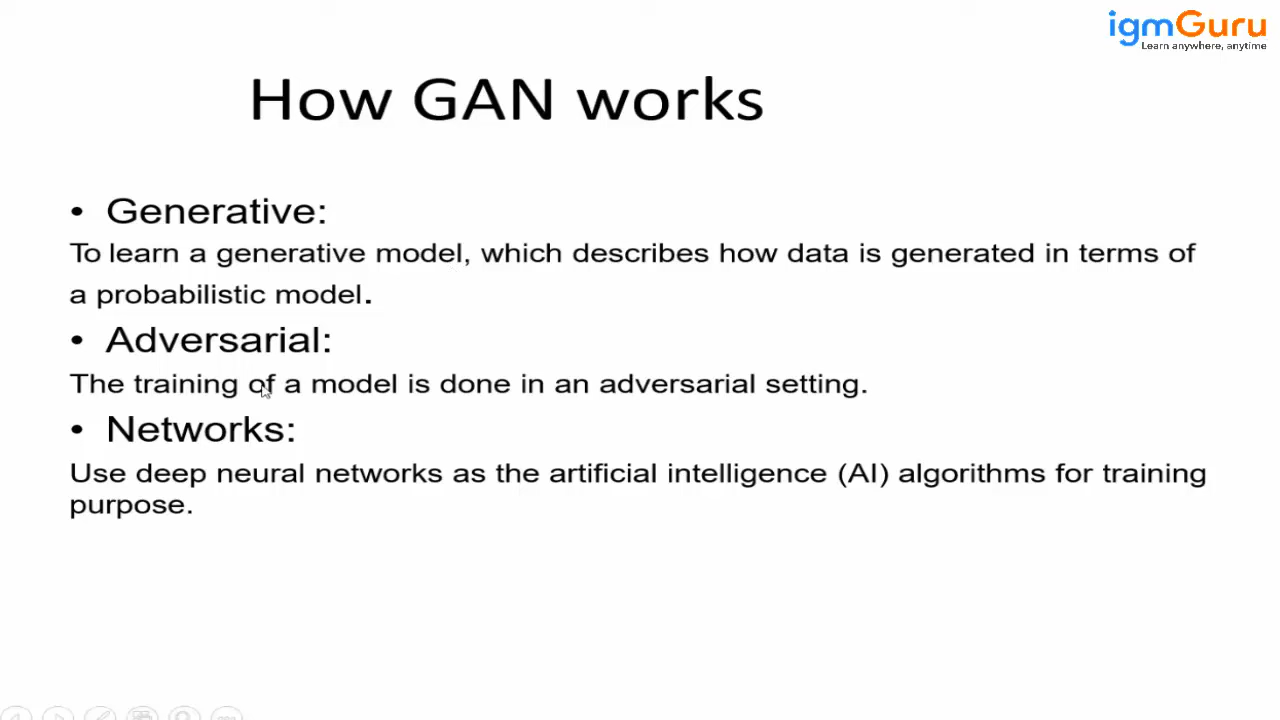 igmGuru
Learn anywhere, anytime
How GAN works
• Generative:
To learn a generative model, which describes how data is generated in terms of
a probabilistic model.
• Adversarial:
The training of a model is done in an adversarial setting.
• Networks:
Use deep neural networks as the artificial intelligence (AI) algorithms for training
purpose.